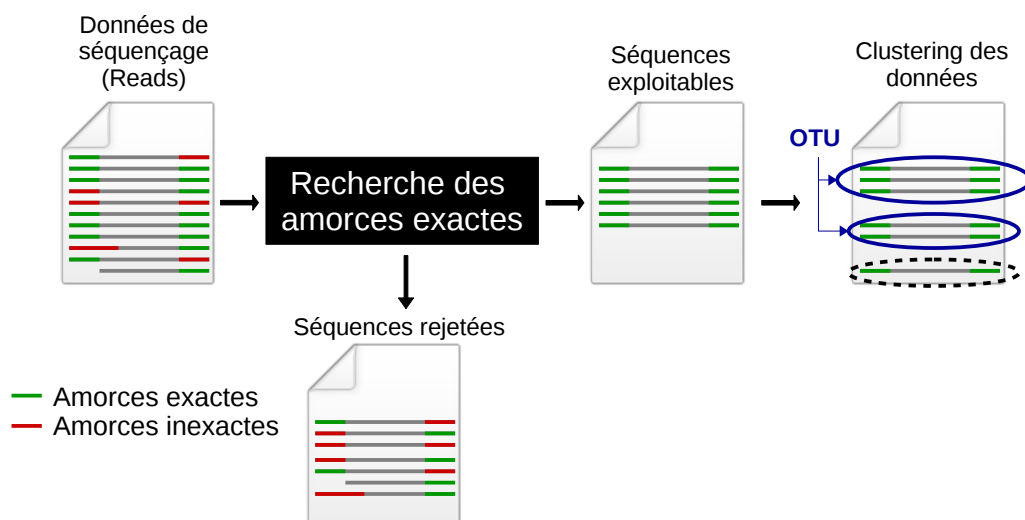 Données de
séquençage
(Reads)
Séquences
exploitables
Clustering des
données
OTU
Recherche des
amorces exactes
Séquences rejetées
Amorces exactes
Amorces inexactes